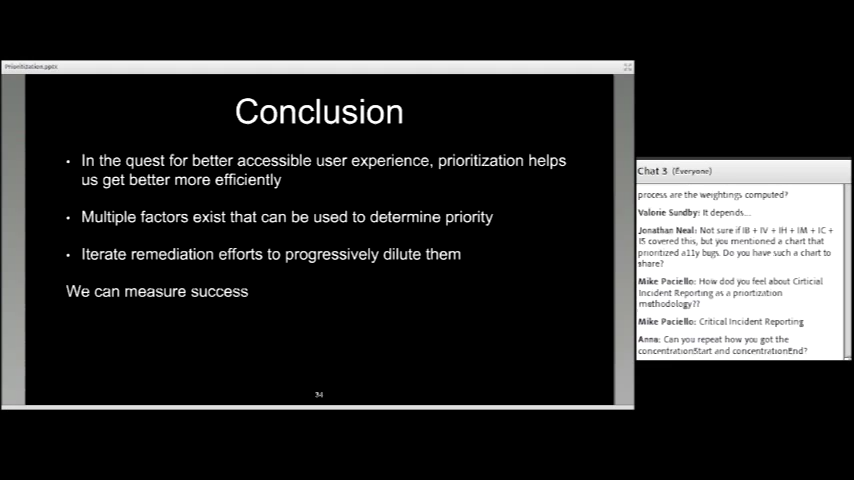 Prioritization.pptx
Conclusion
• In the quest for better accessible user experience, prioritization helps
us get better more efficiently
• Multiple factors exist that can be used to determine priority
• Iterate remediation efforts to progressively dilute them
We can measure success
34
Chat 3 (Everyone)
process are the weightings computed?
Valorie Sundby: It depends...
Jonathan Neal: Not sure if IB + IV + IH + IM + IC +
IS covered this, but you mentioned a chart that
prioritized a11y bugs. Do you have such a chart to
share?
Mike Paciello: How dod you feel about Cirticial
Incident Reporting as a priortization
methodology??
Mike Paciello: Critical Incident Reporting
Anna: Can you repeat how you got the
concentrationStart and concentrationEnd?